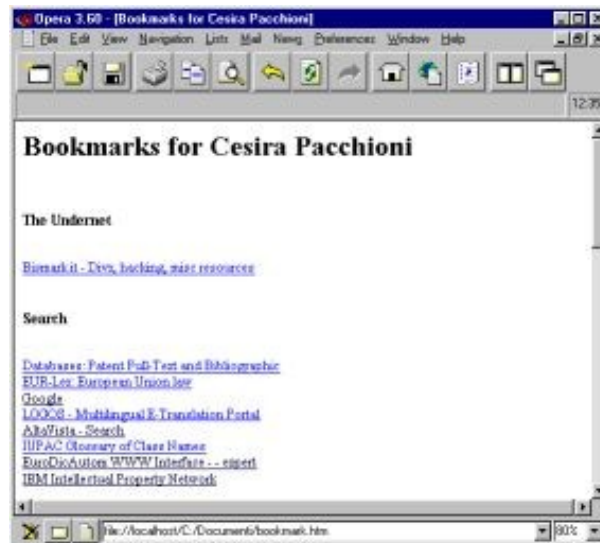 Opera 3.60 - [Bookmarks for Cesira Pacchioni]
File Edit View Navigation Lists Mail News Preferences Window Help
12:35
Bookmarks for Cesira Pacchioni
The Undernet
Bismark.it - Divx, hacking, misc resources
Search
Databases: Patent Full-Text and Bibliographic
EUR-Lex: European Union law
Google
LOGOS - Multilingual E-Translation Portal
AltaVista - Search
IUPAC Glossary of Class Names
EuroDicAutom WWW Interface - - expert
IBM Intellectual Property Network
file://localhost/C:/Documenti/bookmark.htm
80%